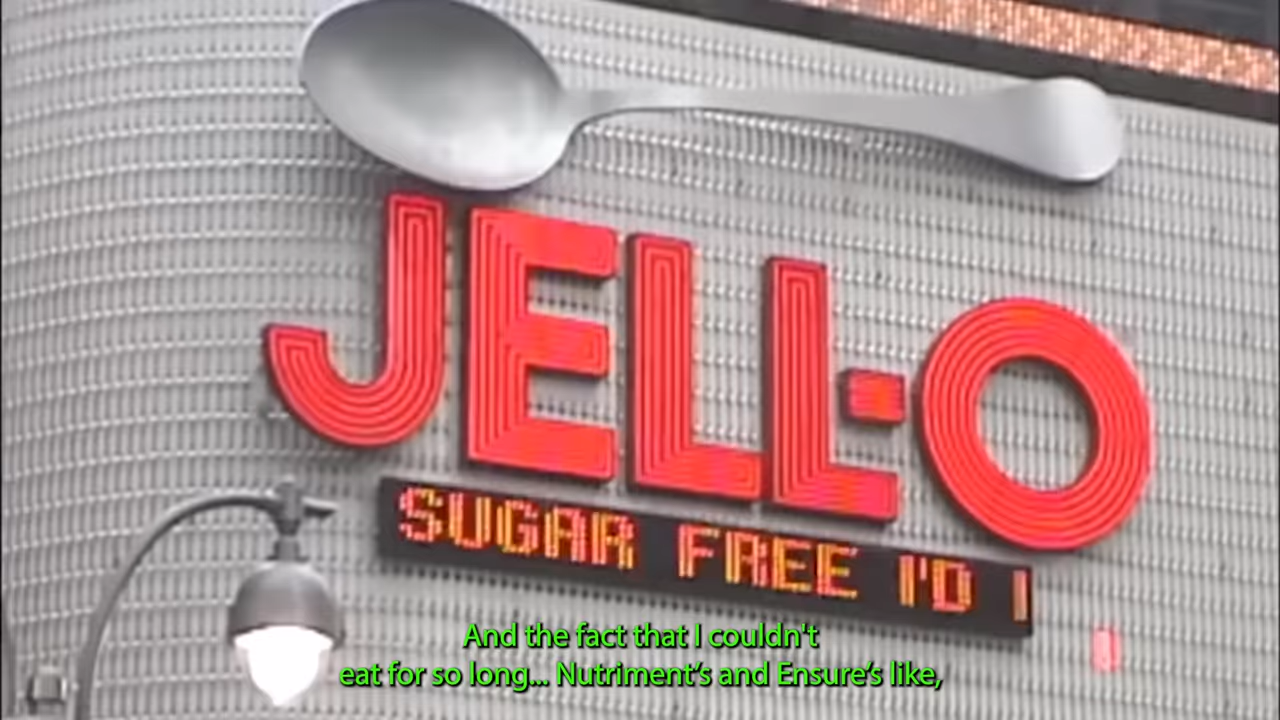 JELL-O
SUGAR FREE I'D
And the fact that I couldn't
eat for so long... Nutriment’s and Ensure’s like,